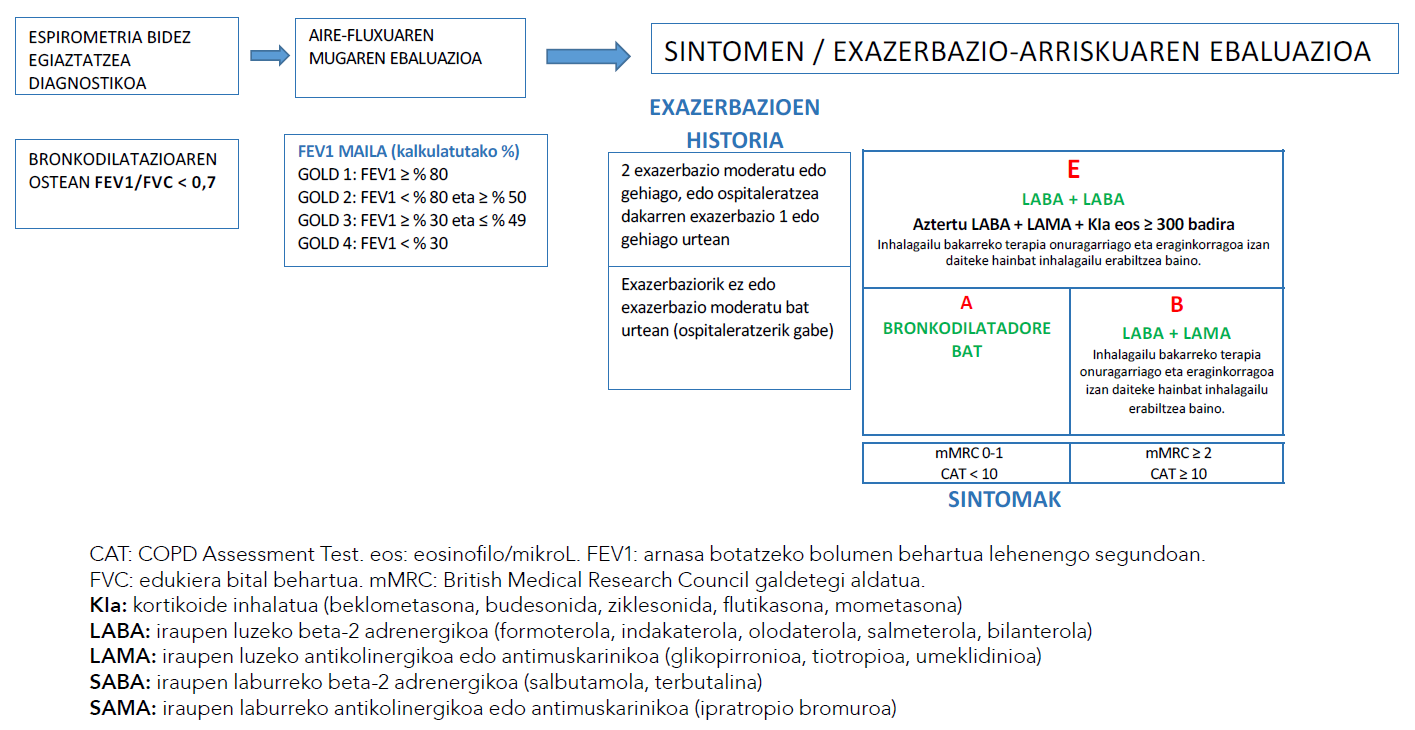 ESPIROMETRIA BIDEZ
EGIAZTATZEA
DIAGNOSTIKOA
AIRE-FLUXUAREN
MUGAREN EBALUAZIOA
SINTOMEN / EXAZERBAZIO-ARRISKUAREN EBALUAZIOA
BRONKODILATAZIOAREN
OSTEAN FEV1/FVC < 0,7
FEV1 MAILA (kalkulatutako %)
GOLD 1: FEV1 ≥ % 80
GOLD 2: FEV1 < % 80 eta ≥ % 50
GOLD 3: FEV1 ≥ % 30 eta ≤ % 49
GOLD 4: FEV1 < % 30
EXAZERBAZIOEN
HISTORIA
2 exazerbazio moderatu edo
gehiago, edo ospitaleratzea
dakarren exazerbazio 1 edo
gehiago urtean
Exazerbaziorik ez edo
exazerbazio moderatu bat
urtean (ospitaleratzerik gabe)
E
LABA + LABA
Aztertu LABA + LAMA + KIa eos ≥ 300 badira
Inhalagailu bakarreko terapia onuragarriago eta eraginkorragoa izan
daiteke hainbat inhalagailu erabiltzea baino.
A
BRONKODILATADORE
BAT
B
LABA + LAMA
Inhalagailu bakarreko terapia
onuragarriago eta eraginkorragoa
izan daiteke hainbat inhalagailu
erabiltzea baino.
mMRC 0-1
CAT < 10
mMRC ≥ 2
CAT ≥ 10
SINTOMAK
CAT: COPD Assessment Test. eos: eosinofilo/mikroL. FEV1: arnasa botatzeko bolumen behartua lehenengo segundoan.
FVC: edukiera bital behartua. mMRC: British Medical Research Council galdetegi aldatua.
KIa: kortikoide inhalatua (beklometasona, budesonida, ziklesonida, flutikasona, mometasona)
LABA: iraupen luzeko beta-2 adrenergikoa (formoterola, indakaterola, olodaterola, salmeterola, bilanterola)
LAMA: iraupen luzeko antikolinergikoa edo antimuskarinikoa (glikopirronioa, tiotropioa, umeklidinioa)
SABA: iraupen laburreko beta-2 adrenergikoa (salbutamola, terbutalina)
SAMA: iraupen laburreko antikolinergikoa edo antimuskarinikoa (ipratropio bromuroa)